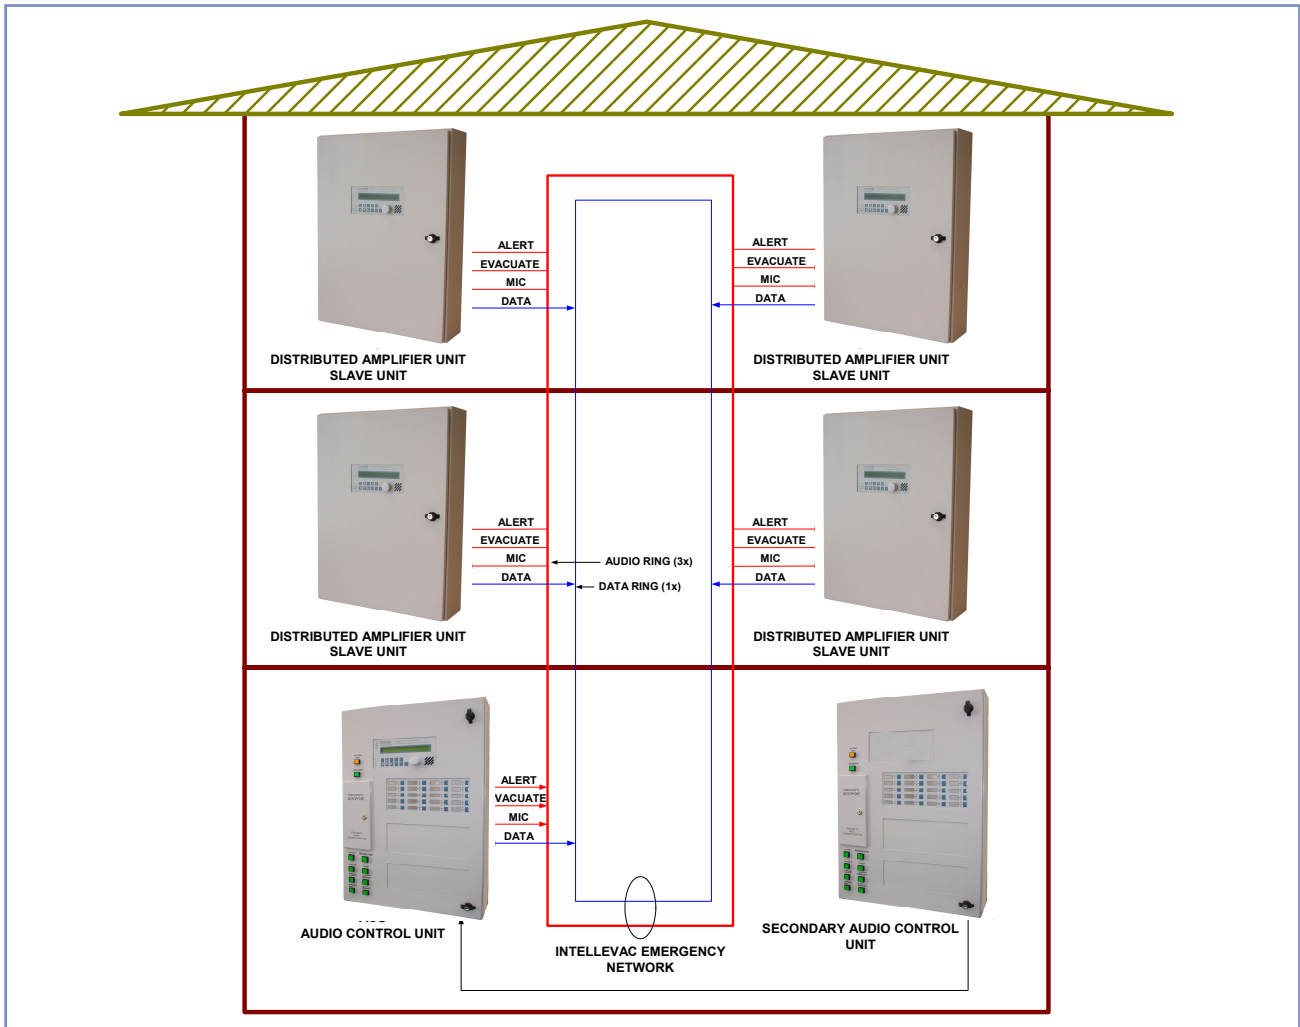 ALERT
EVACUATE
MIC
DATA
ALERT
EVACUATE
MIC
DATA
DISTRIBUTED AMPLIFIER UNIT
SLAVE UNIT
DISTRIBUTED AMPLIFIER UNIT
SLAVE UNIT
ALERT
EVACUATE
MIC
DATA
AUDIO RING (3x)
DATA RING (1x)
ALERT
EVACUATE
MIC
DATA
DISTRIBUTED AMPLIFIER UNIT
SLAVE UNIT
DISTRIBUTED AMPLIFIER UNIT
SLAVE UNIT
ALERT
VACUATE
MIC
DATA
AUDIO CONTROL UNIT
INTELLEVAC EMERGENCY
NETWORK
SECONDARY AUDIO CONTROL
UNIT